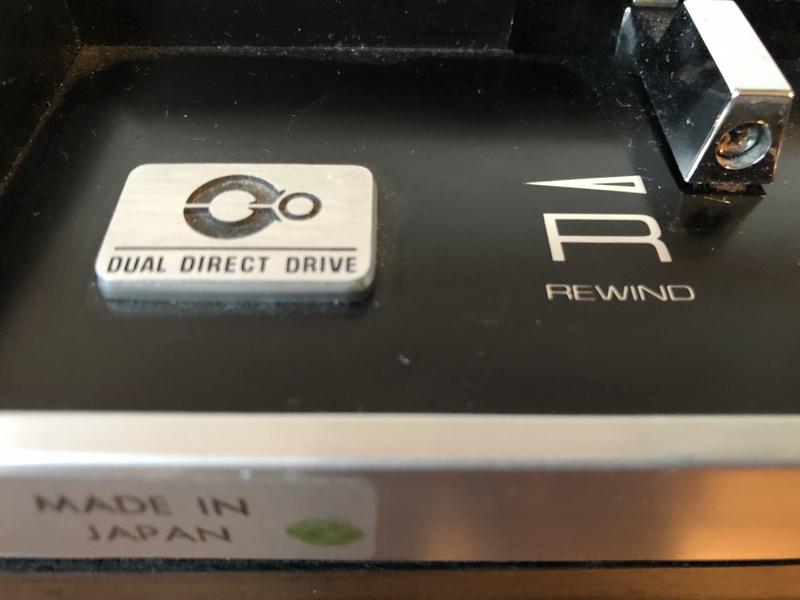 DUAL DIRECT DRIVE
R
REWIND
MADE IN
JAPAN